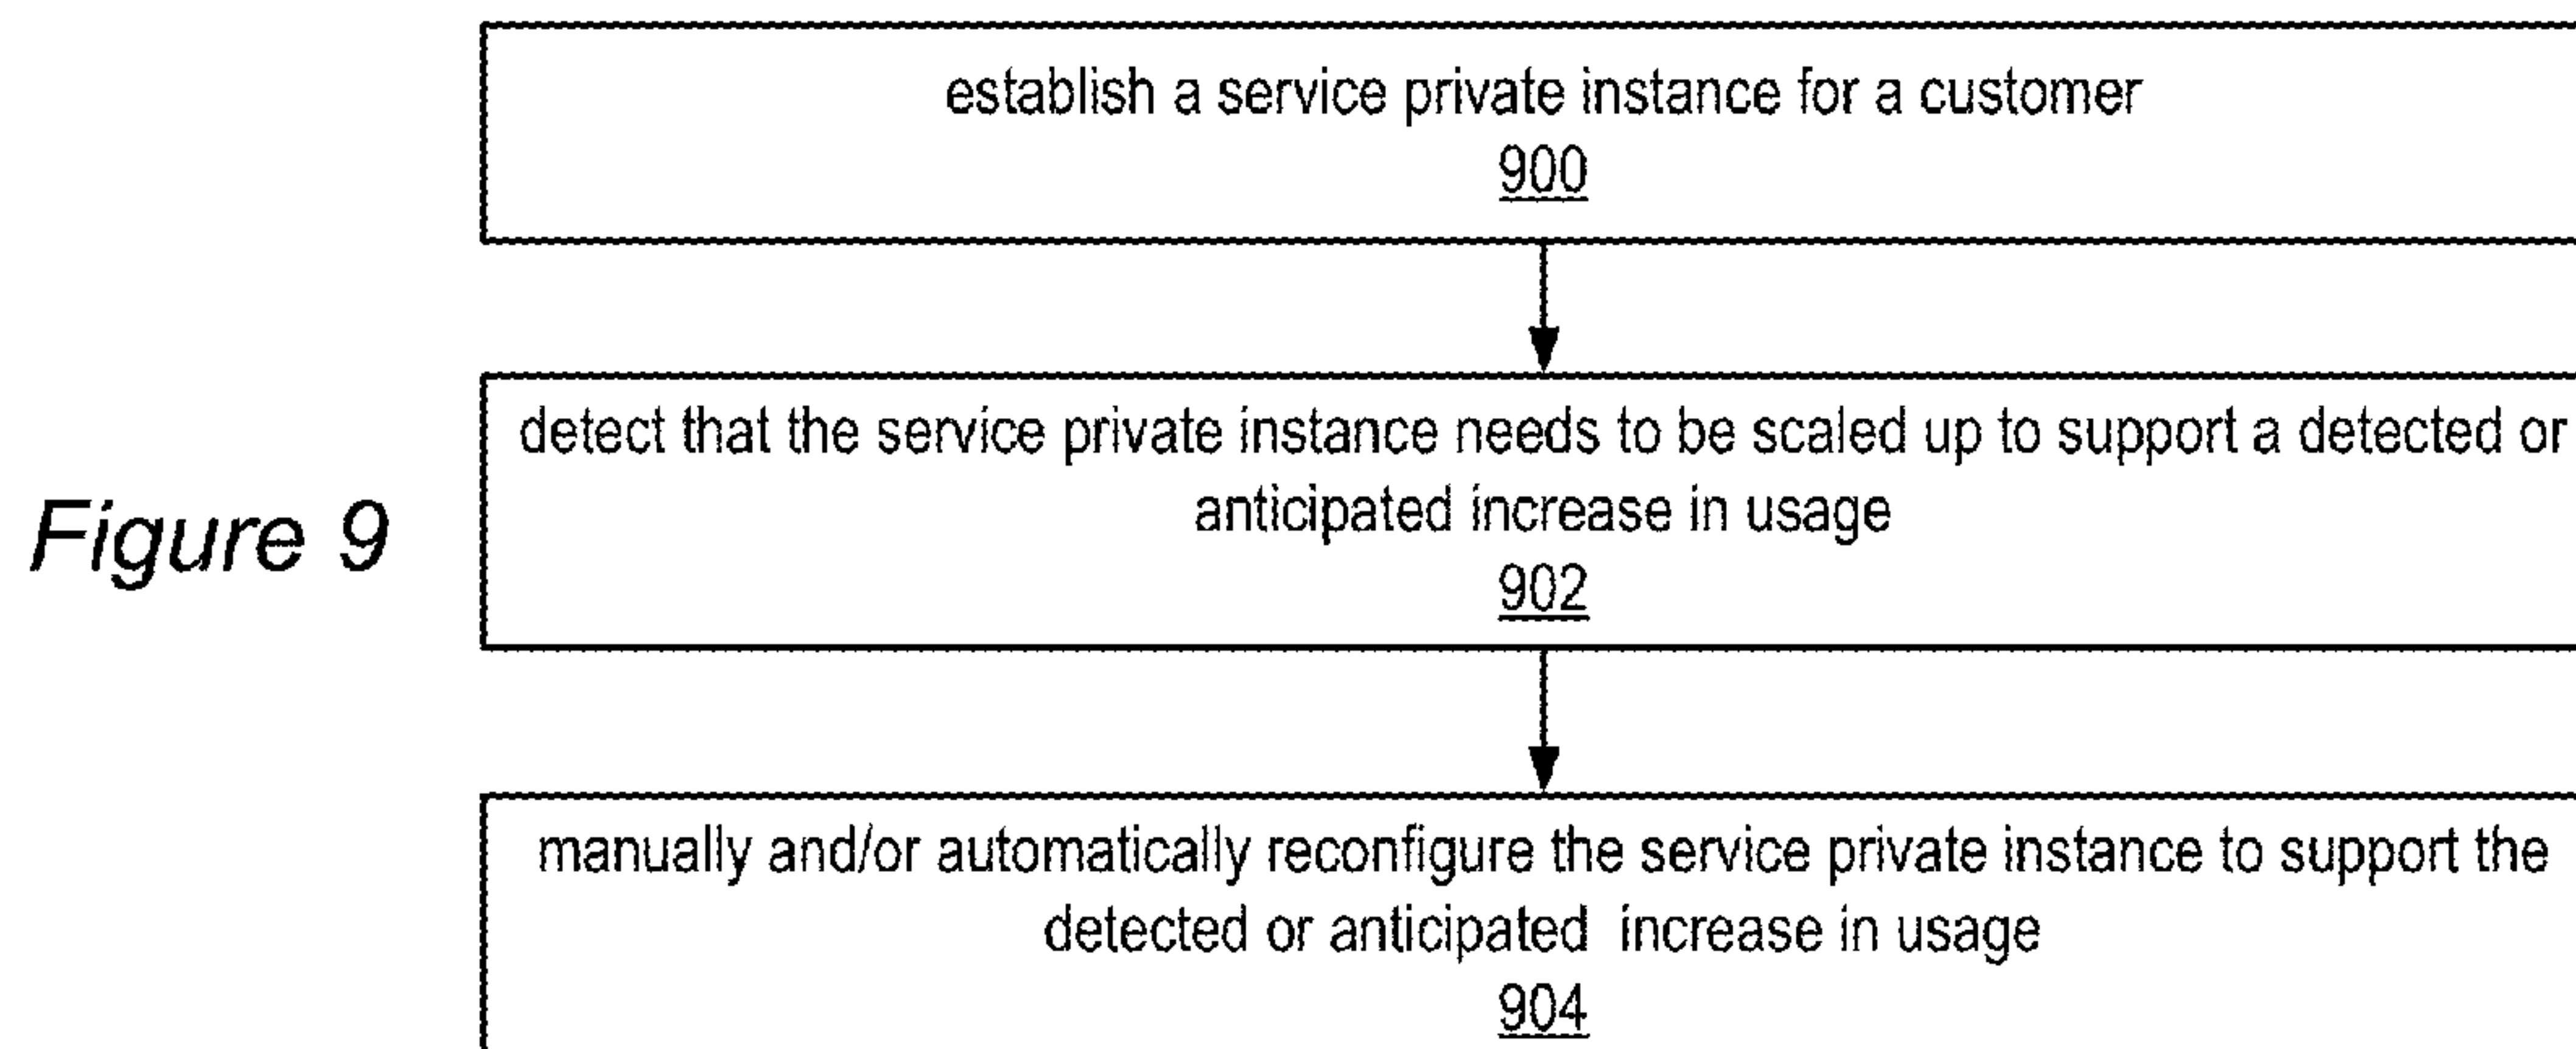 establish a service private instance for a customer
900
detect that the service private instance needs to be scaled up to support a detected or
anticipated increase in usage
902
Figure 9
manually and/or automatically reconfigure the service private instance to support the
detected or anticipated increase in usage
904